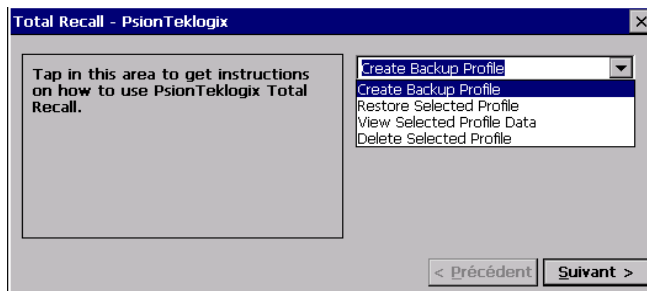 Total Recall - PsionTeklogix
Tap in this area to get instructions
on how to use PsionTeklogix Total
Recall.
Create Backup Profile
Create Backup Profile
Restore Selected Profile
View Selected Profile Data
Delete Selected Profile
< Précédent
Suivant >